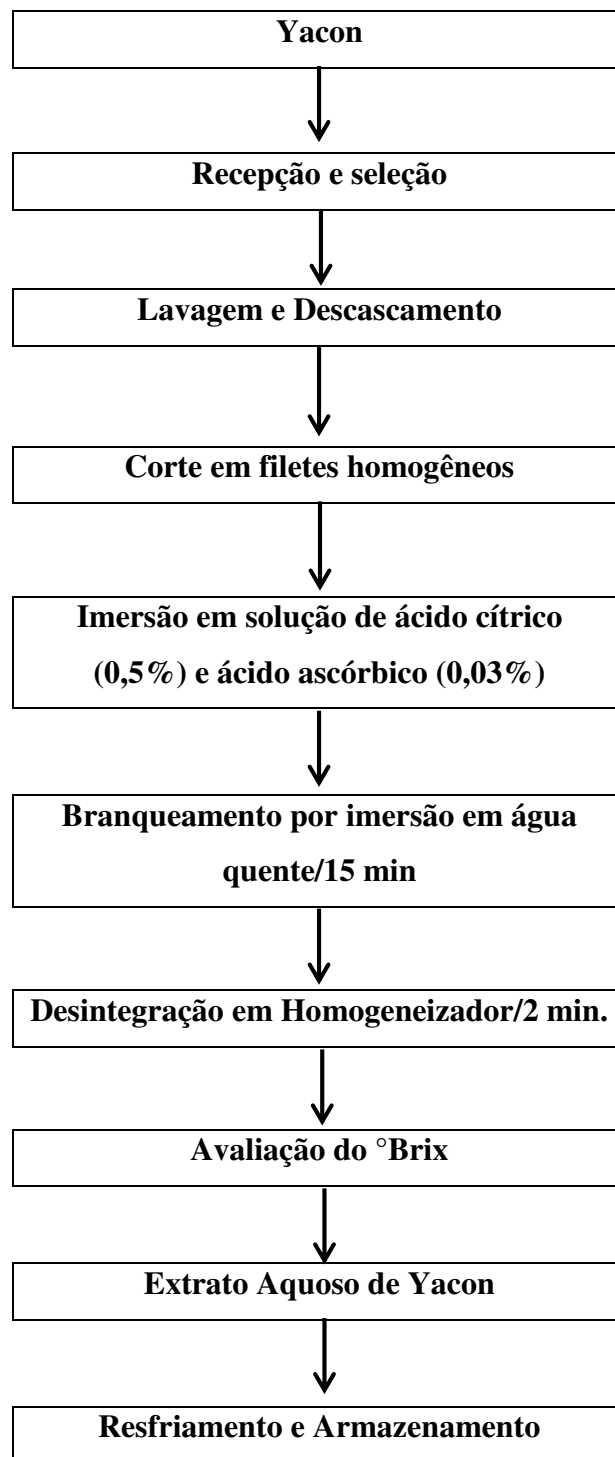 Yacon
Recepção e seleção
Lavagem e Descascamento
Corte em filetes homogêneos
Imersão em solução de ácido cítrico
(0,5%) e ácido ascórbico (0,03%)
Branqueamento por imersão em água
quente/15 min
Desintegração em Homogeneizador/2 min.
Avaliação do °Brix
Extrato Aquoso de Yacon
Resfriamento e Armazenamento